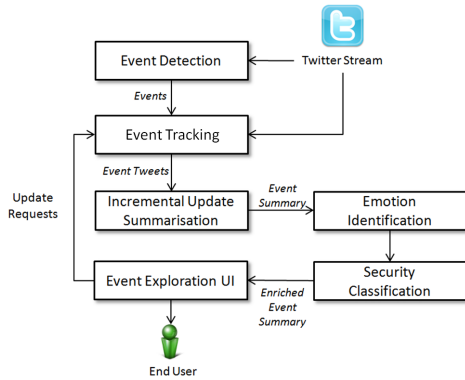 Event Detection
Twitter Stream
Events
Event Tracking
Event Tweets
Update
Requests
Incremental Update
Summarisation
Event
Summary
Emotion
Identification
Event Exploration UI
Enriched
Event
Summary
Security
Classification
End User